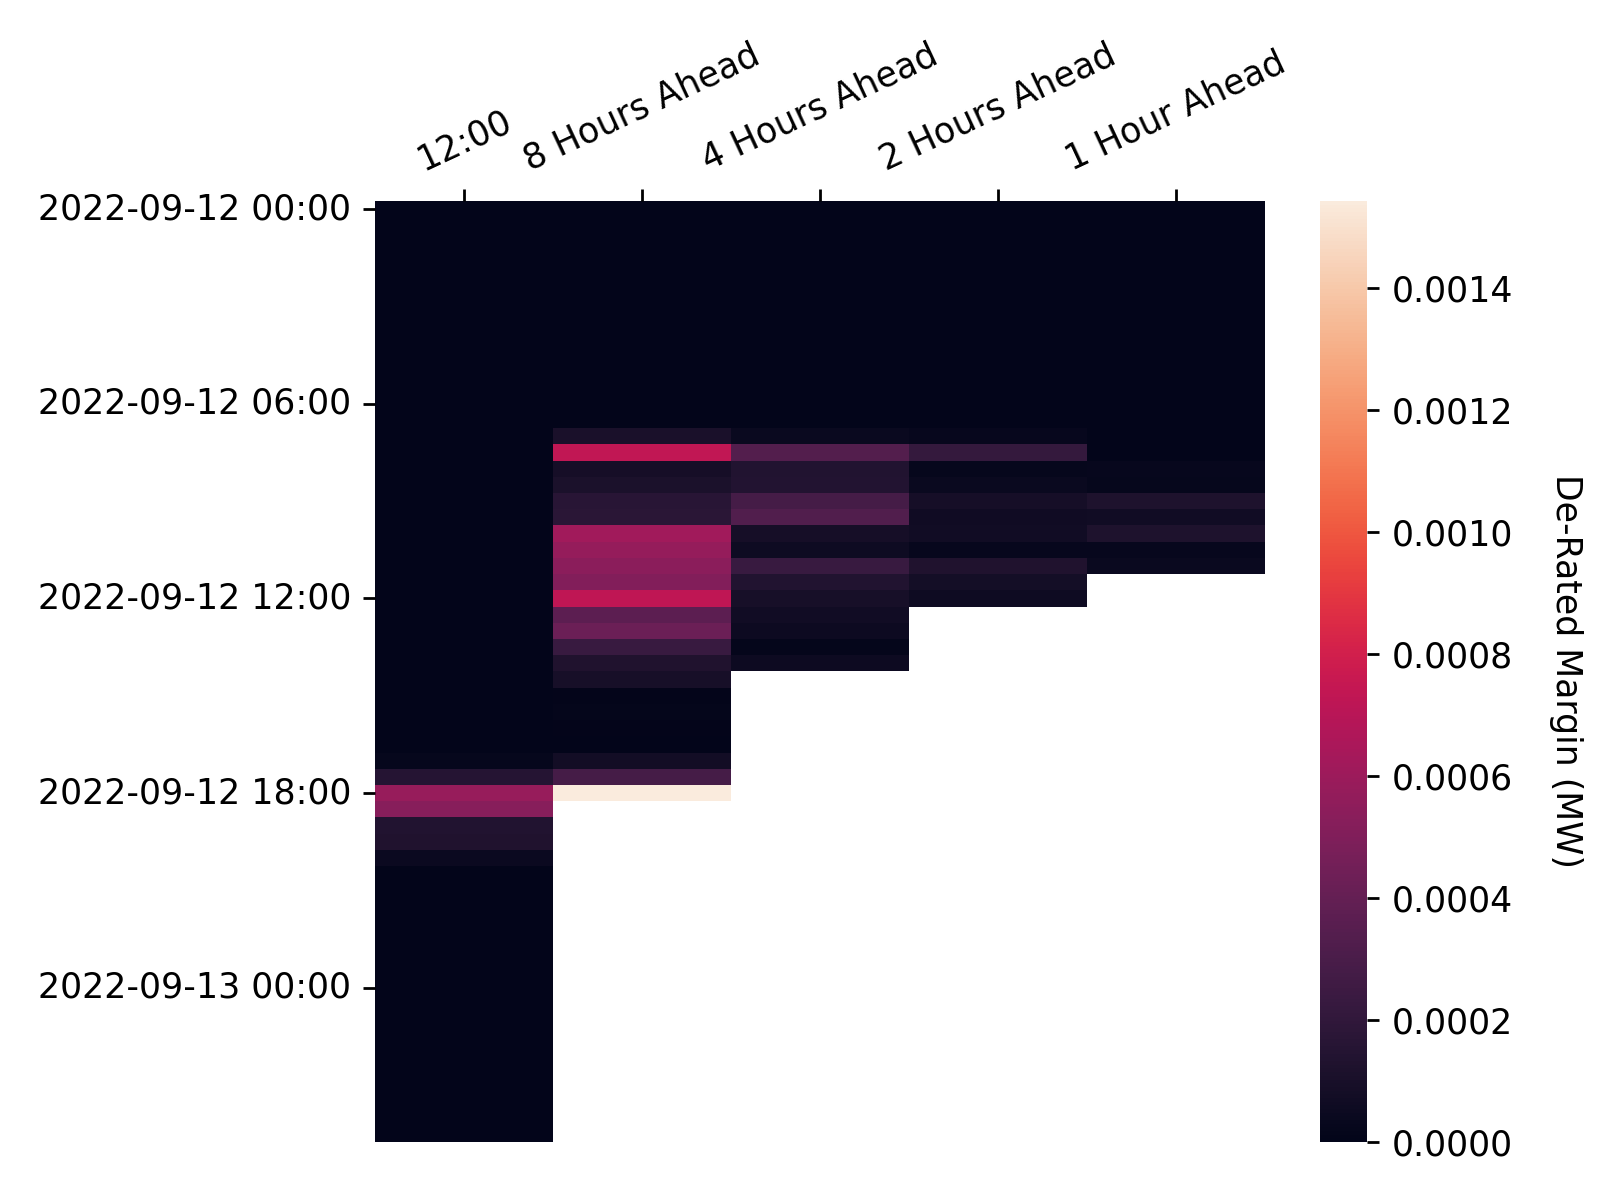 12:00
8 Hours Ahead
4 Hours Ahead
2 Hours Ahead
1 Hour Ahead
2022-09-12 00:00
2022-09-12 06:00
2022-09-12 12:00
2022-09-12 18:00
2022-09-13 00:00
0.0014
0.0012
0.0010
0.0008
0.0006
0.0004
0.0002
0.0000
De-Rated Margin (MW)